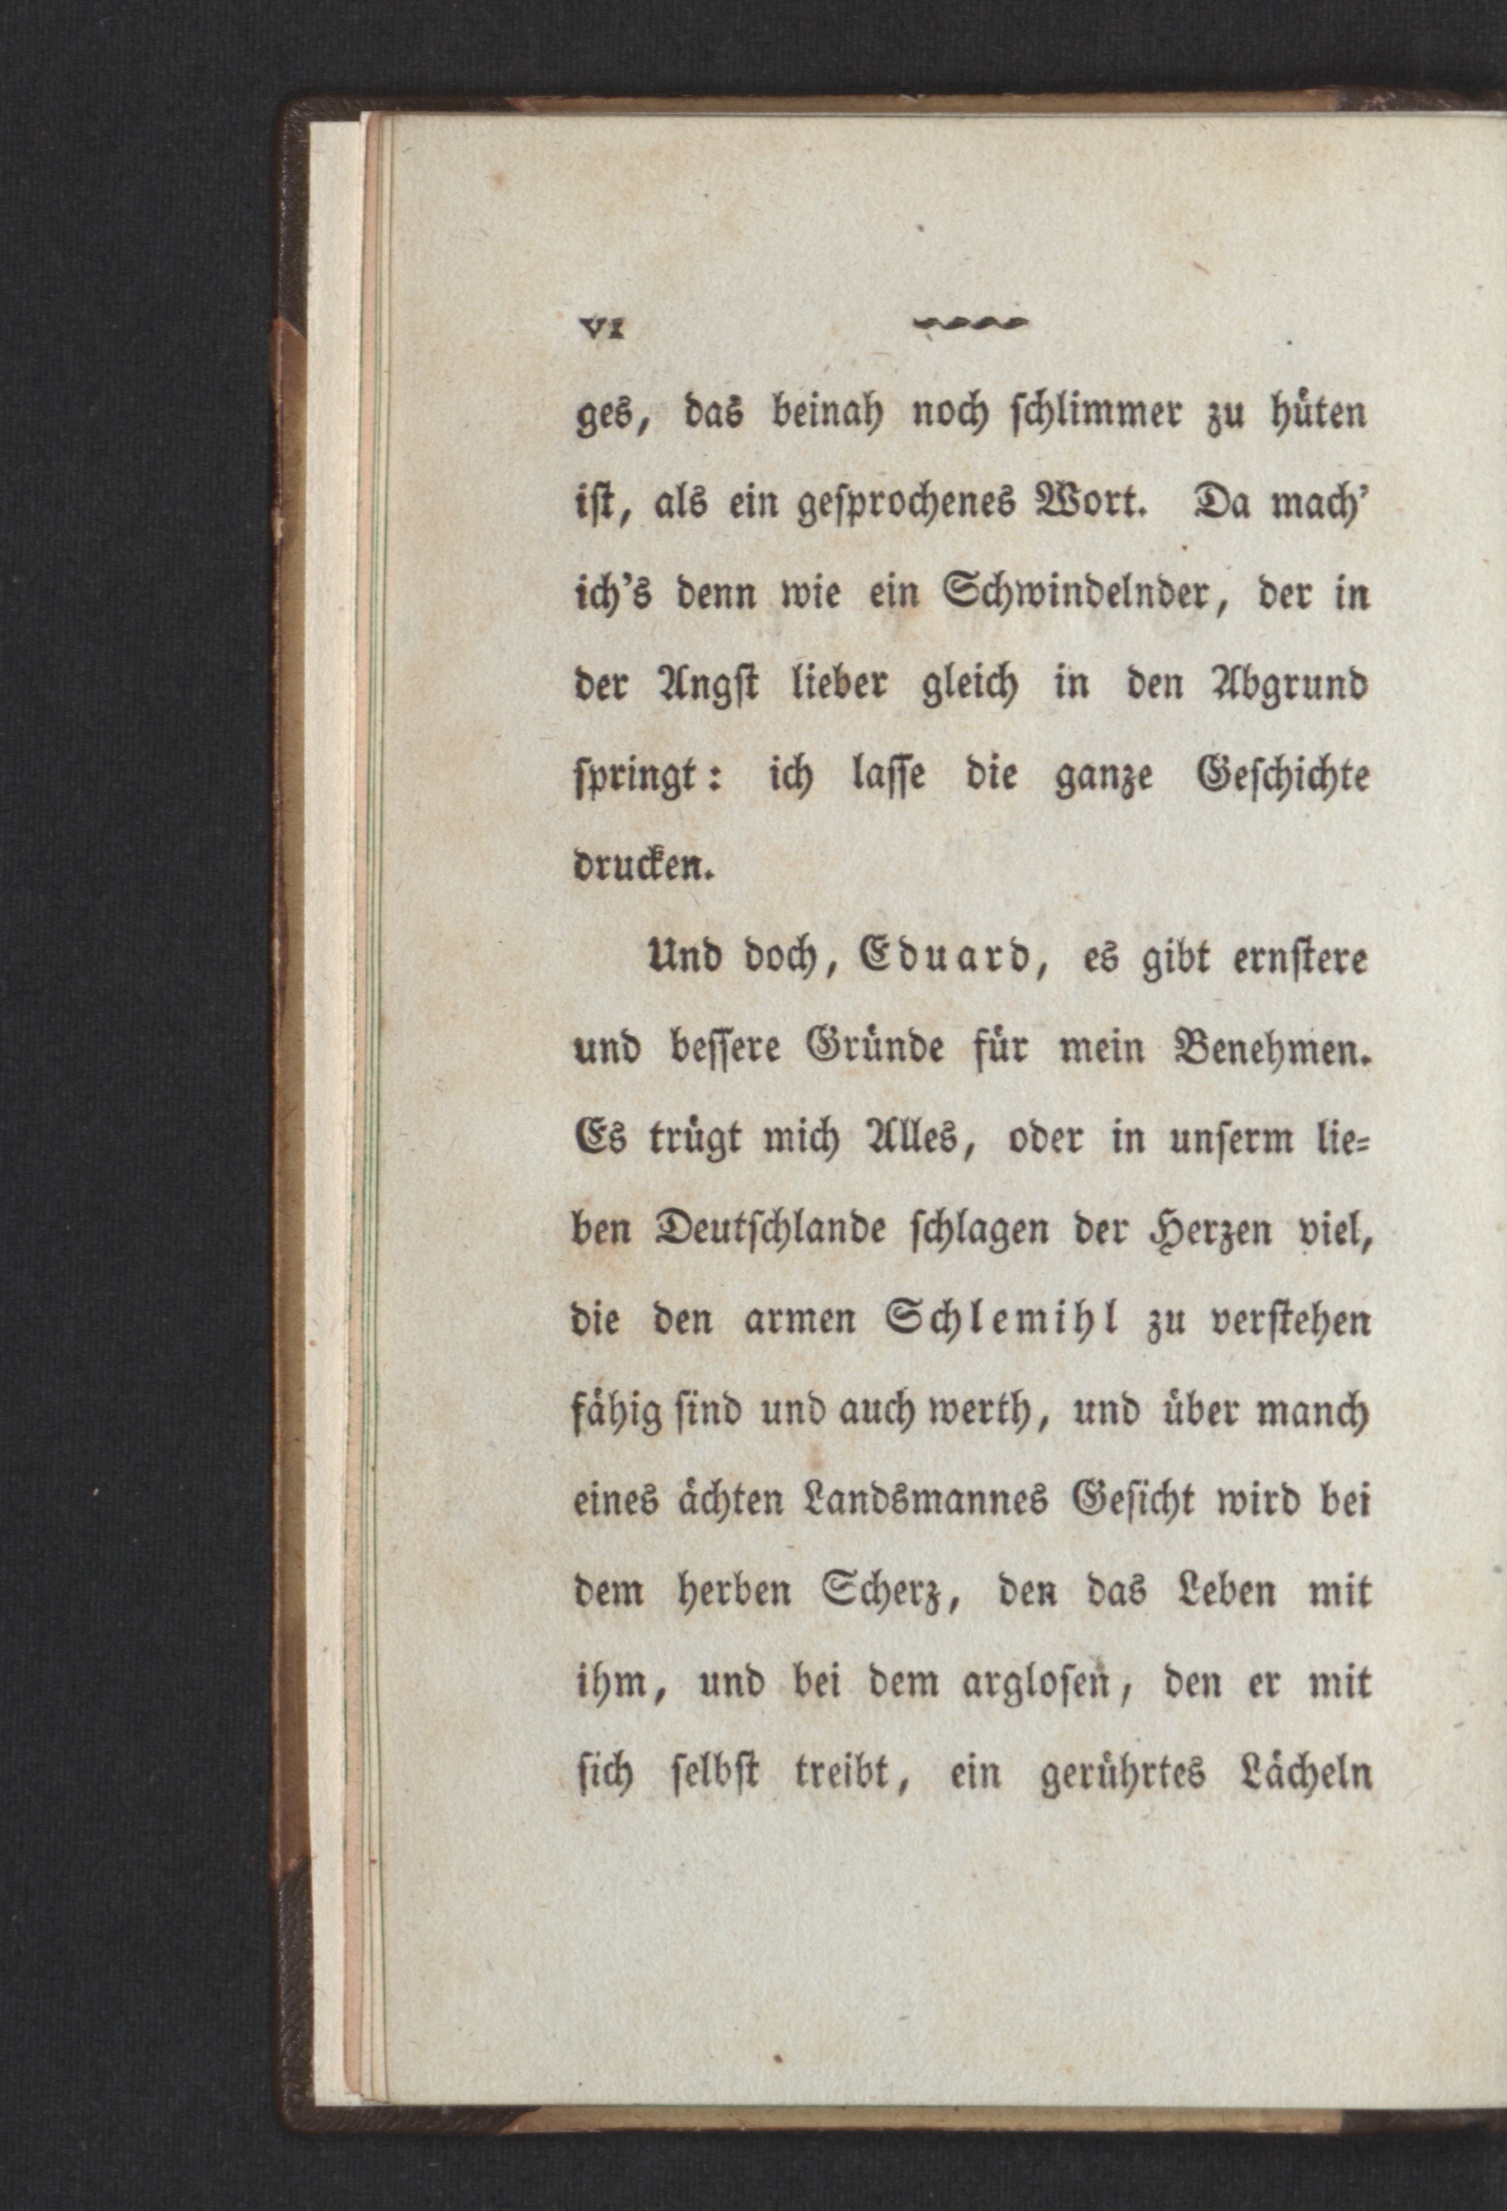 VI
ges, das beinah noch ſchlimmer zu hüten
iſt, als ein geſprochenes Wort. Da mach’
ich’s denn wie ein Schwindelnder, der in
der Angſt lieber gleich in den Abgrund
ſpringt: ich laſſe die ganze Geſchichte
drucken.
Und doch, Eduard, es gibt ernſtere
und beſſere Gründe für mein Benehmen.
Es trügt mich Alles, oder in unſerm lie⸗
ben Deutſchlande ſchlagen der Herzen viel,
die den armen Schlemihl zu verſtehen
fähig ſind und auch werth, und über manch
eines ächten Landsmannes Geſicht wird bei
dem herben Scherz, den das Leben mit
ihm, und bei dem argloſen, den er mit
ſich ſelbſt treibt, ein gerührtes Lächeln